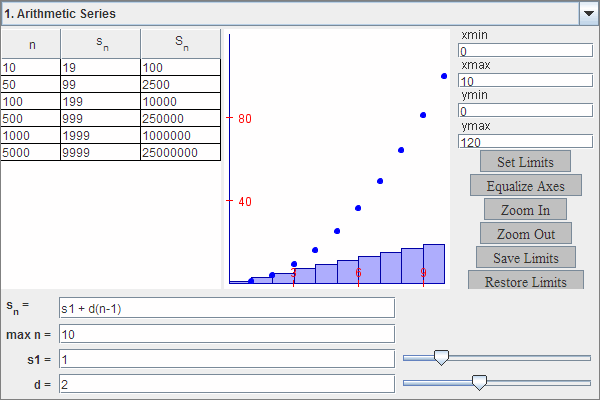 1. Arithmetic Series
n sn Sn
10 19 100
50 99 2500
100 199 10000
500 999 250000
1000 1999 1000000
5000 9999 25000000
80
40
3 6 9
xmin
0
xmax
10
ymin
0
ymax
120
Set Limits
Equalize Axes
Zoom In
Zoom Out
Save Limits
Restore Limits
sn = s1 + d(n-1)
max n = 10
s1 = 1
d = 2